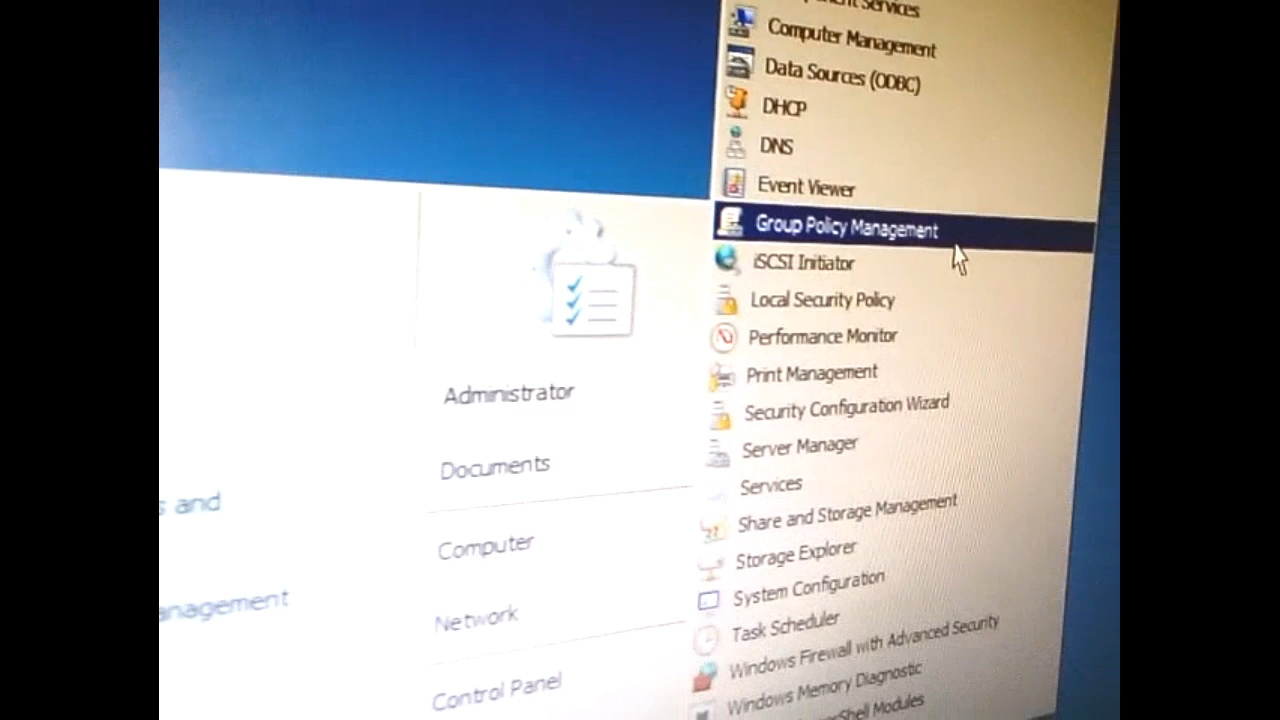 Services
Computer Management
Data Sources (ODBC)
DHCP
DNS
Event Viewer
Group Policy Management
iSCSI Initiator
Local Security Policy
Performance Monitor
Print Management
Security Configuration Wizard
Server Manager
Services
Share and Storage Management
Storage Explorer
System Configuration
Task Scheduler
Windows Firewall with Advanced Security
Windows Memory Diagnostic
Modules
Administrator
Documents
Computer
Network
Control Panel
s and
anagement